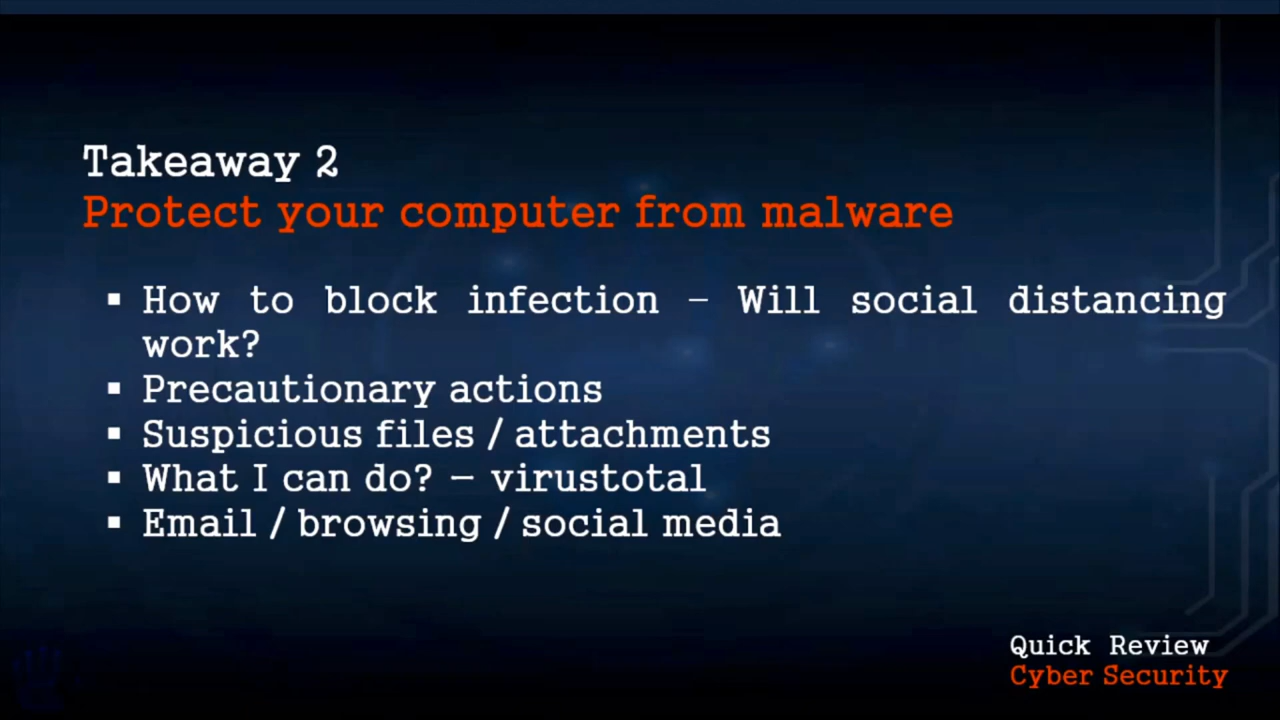 Takeaway 2
Protect your computer from malware
▪ How to block infection – Will social distancing
work?
▪ Precautionary actions
▪ Suspicious files / attachments
▪ What I can do? – virustotal
▪ Email / browsing / social media
Quick Review
Cyber Security